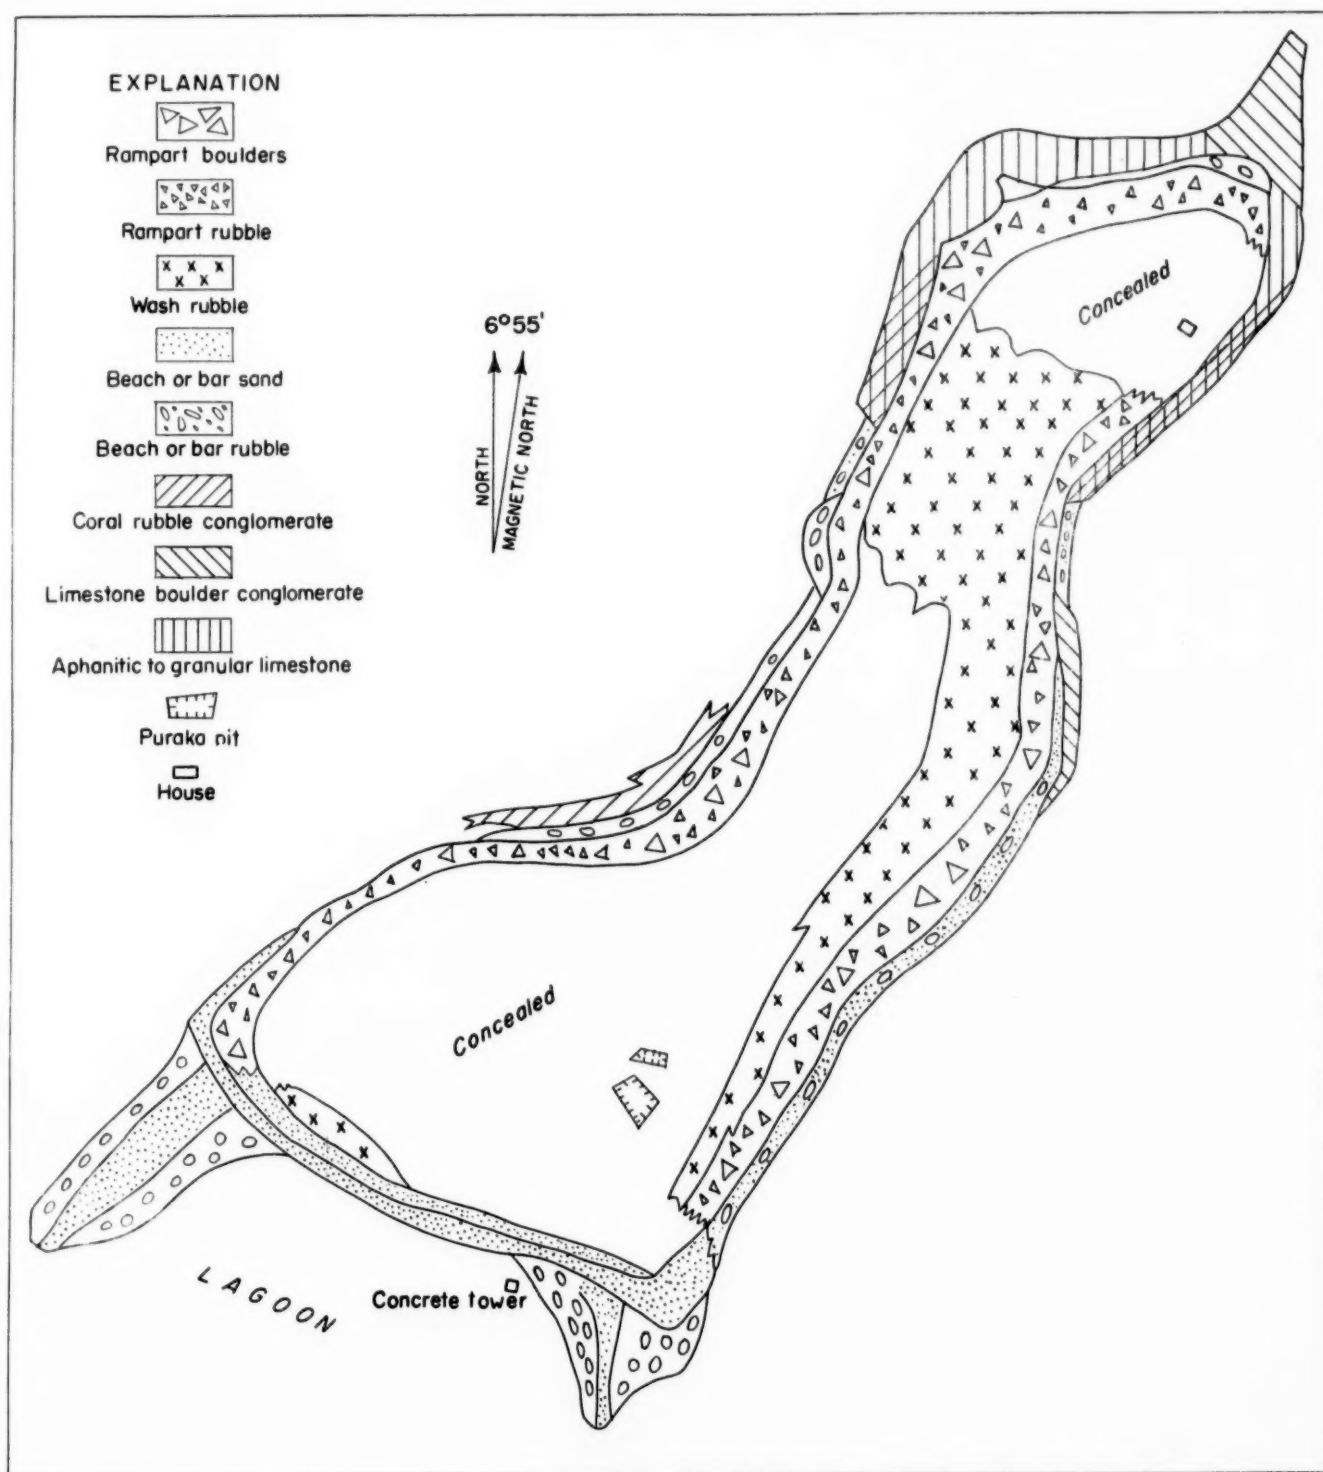 EXPLANATION
Rampart boulders
Rampart rubble
Wash rubble
Beach or bar sand
Beach or bar rubble
Coral rubble conglomerate
Limestone boulder conglomerate
Aphanitic to granular limestone
Puraka pit
House
6°55'
NORTH
MAGNETIC NORTH
Concealed
Concealed
LAGOON
Concrete tower